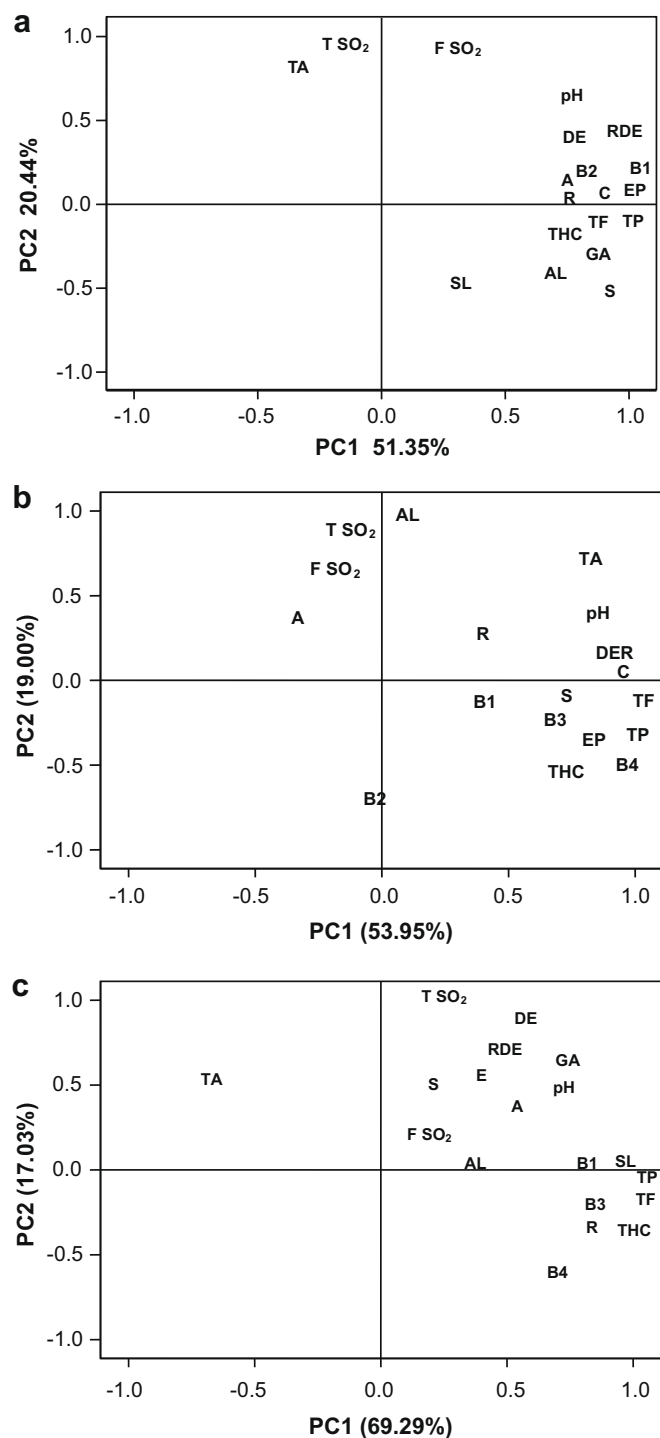 a
1.0
T SO₂
F SO₂
TA
pH
0.5
DE
RDE
B2
B1
A
R
C
EP
0.0
THC
TF
TP
GA
SL
AL
S
-0.5
-1.0
PC2 20.44%
-1.0 -0.5 0.0 0.5 1.0
PC1 51.35%
b
1.0
AL
T SO₂
TA
F SO₂
0.5
A
pH
R
DER
C
0.0
B1
S
TF
B3
EP
TP
THC
B4
-0.5
B2
-1.0
PC2 (19.00%)
-1.0 -0.5 0.0 0.5 1.0
PC1 (53.95%)
c
1.0
T SO₂
DE
RDE
GA
TA
E
S
pH
0.5
A
F SO₂
AL
B1
SL
0.0
TP
B3
TF
R
THC
-0.5
B4
-1.0
PC2 (17.03%)
-1.0 -0.5 0.0 0.5 1.0
PC1 (69.29%)